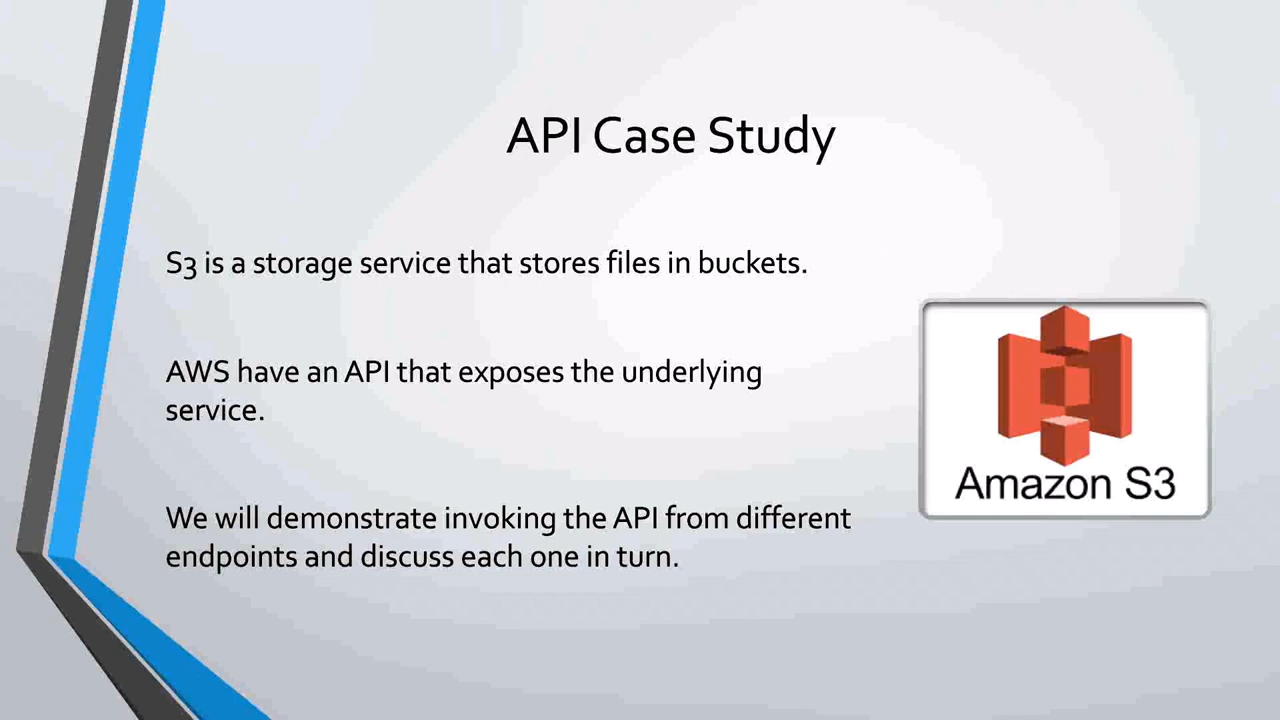 API Case Study
S3 is a storage service that stores files in buckets.
AWS have an API that exposes the underlying
service.
Amazon S3
We will demonstrate invoking the API from different
endpoints and discuss each one in turn.